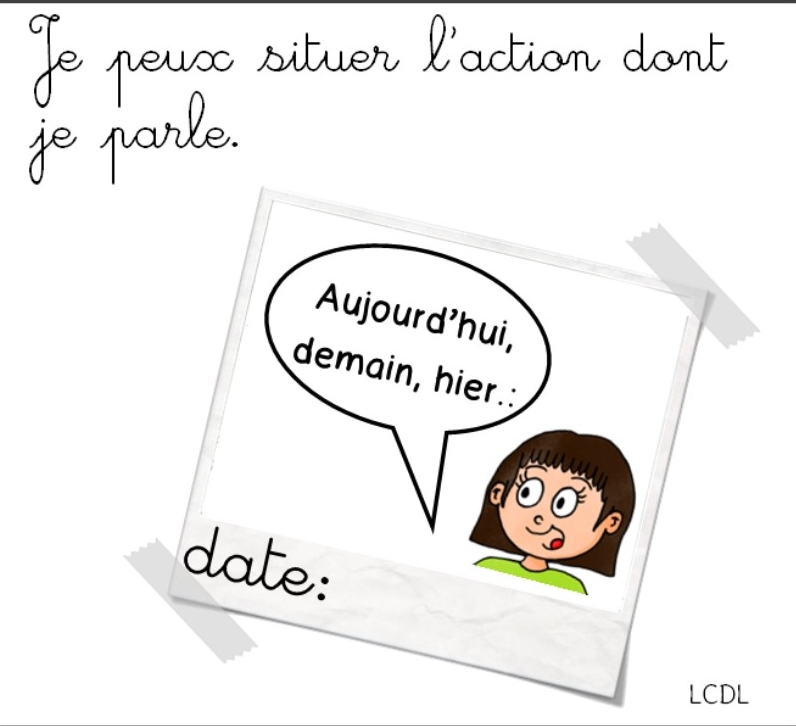 Je peux situer l'action dont
je parle.
Aujourd'hui,
demain, hier...
date:
LCDL